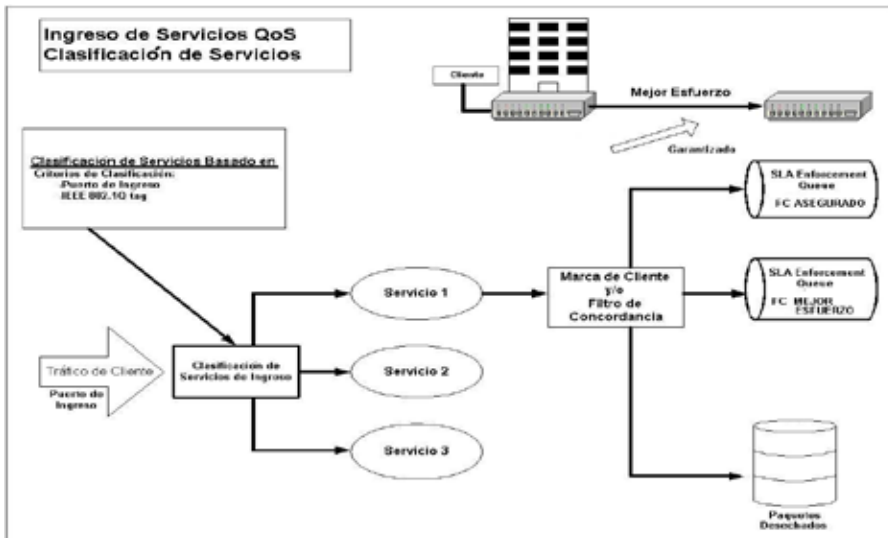 Ingreso de Servicios QoS
Clasificación de Servicios
Cliente
Mejor Esfuerzo
Garantizado
Clasificación de Servicios Basado en
Criterios de Clasificación:
-Puerto de Ingreso
-IEEE 802.1Q tag
SLA Enforcement
Queue
FC ASEGURADO
Servicio 1
Marca de Cliente
y/o
Filtro de
Concordancia
SLA Enforcement
Queue
FC MEJOR
ESFUERZO
Tráfico de Cliente
Puerto de
Ingreso
Clasificación de
Servicios de Ingreso
Servicio 2
Servicio 3
Paquetes
Desechados